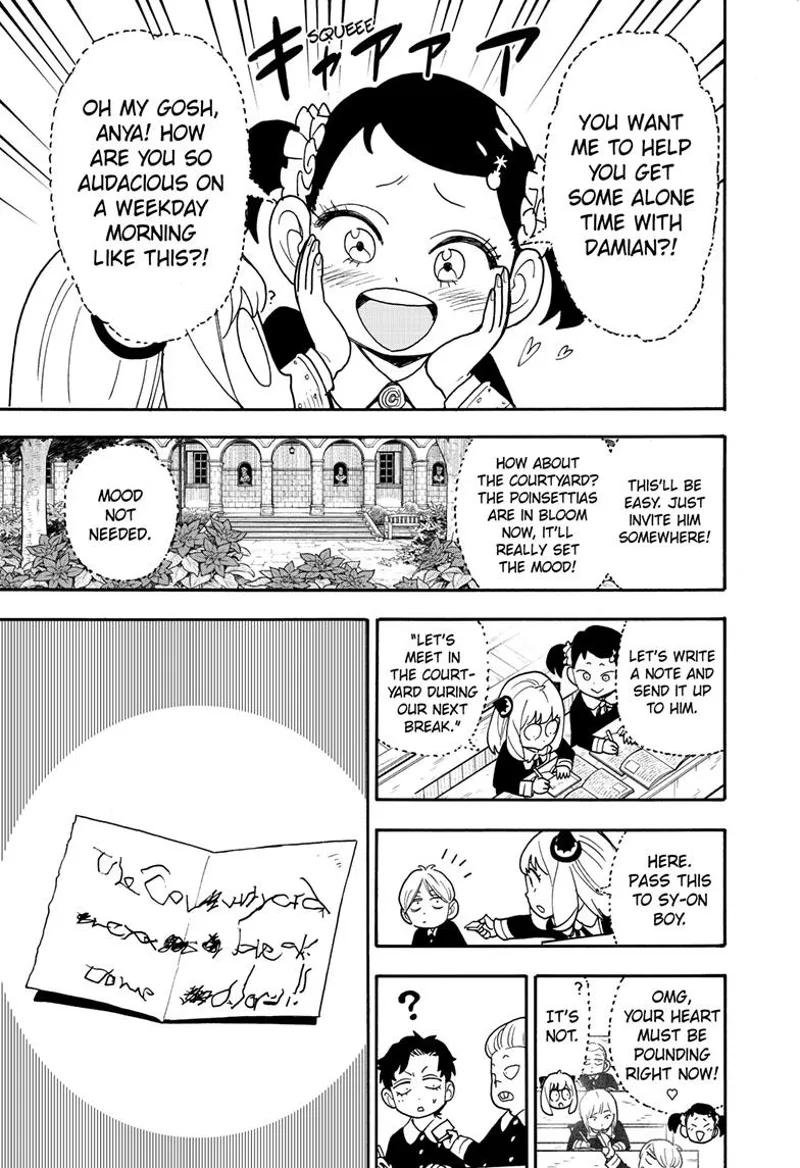 キャアアア
SQUEEE
YOU WANT
ME TO HELP
YOU GET
SOME ALONE
TIME WITH
DAMIAN?!
OH MY GOSH,
ANYA! HOW
ARE YOU SO
AUDACIOUS ON
A WEEKDAY
MORNING
LIKE THIS?!
?
C
THIS'LL BE
EASY. JUST
INVITE HIM
SOMEWHERE!
HOW ABOUT
THE COURTYARD?
THE POINSETTIAS
ARE IN BLOOM
NOW, IT'LL
REALLY SET
THE MOOD!
MOOD
NOT
NEEDED.
LET'S WRITE
A NOTE AND
SEND IT UP
TO HIM.
"LET'S
MEET IN
THE COURT-
YARD DURING
OUR NEXT
BREAK."
HERE.
PASS THIS
TO SY-ON
BOY.
OMG,
YOUR HEART
MUST BE
POUNDING
RIGHT NOW!
♡
?
IT'S
NOT.
?
The Courtyard
next break
Come